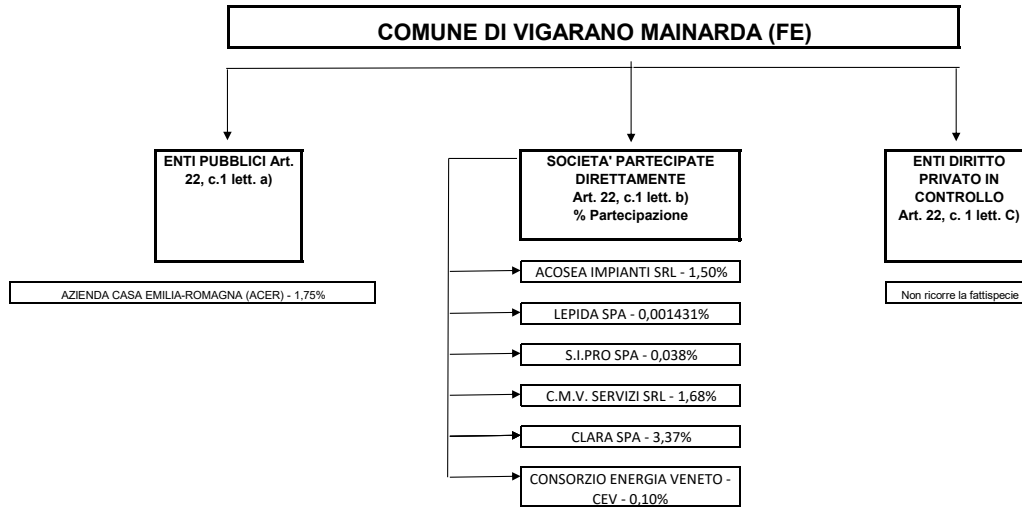 COMUNE DI VIGARANO MAINARDA (FE)
ENTI PUBBLICI Art.
22, c.1 lett. a)
AZIENDA CASA EMILIA-ROMAGNA (ACER) - 1,75%
SOCIETA' PARTECIPATE
DIRETTAMENTE
Art. 22, c.1 lett. b)
% Partecipazione
ACOSEA IMPIANTI SRL - 1,50%
LEPIDA SPA - 0,001431%
S.I.PRO SPA - 0,038%
C.M.V. SERVIZI SRL - 1,68%
CLARA SPA - 3,37%
CONSORZIO ENERGIA VENETO -
CEV - 0,10%
ENTI DIRITTO
PRIVATO IN
CONTROLLO
Art. 22, c. 1 lett. C)
Non ricorre la fattispecie